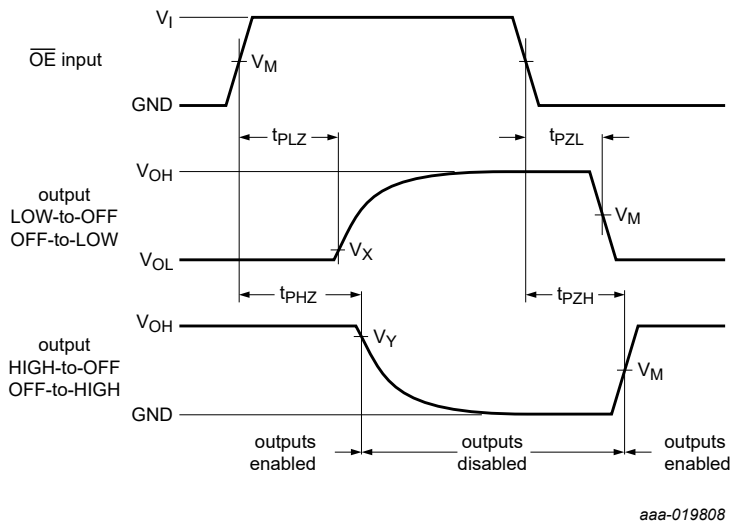 V_I
O̅E̅ input
V_M
GND
t_PLZ
t_PZL
V_OH
output
LOW-to-OFF
OFF-to-LOW
V_M
V_X
V_OL
t_PHZ
t_PZH
V_OH
output
HIGH-to-OFF
OFF-to-HIGH
V_Y
V_M
GND
outputs
enabled
outputs
disabled
outputs
enabled
aaa-019808